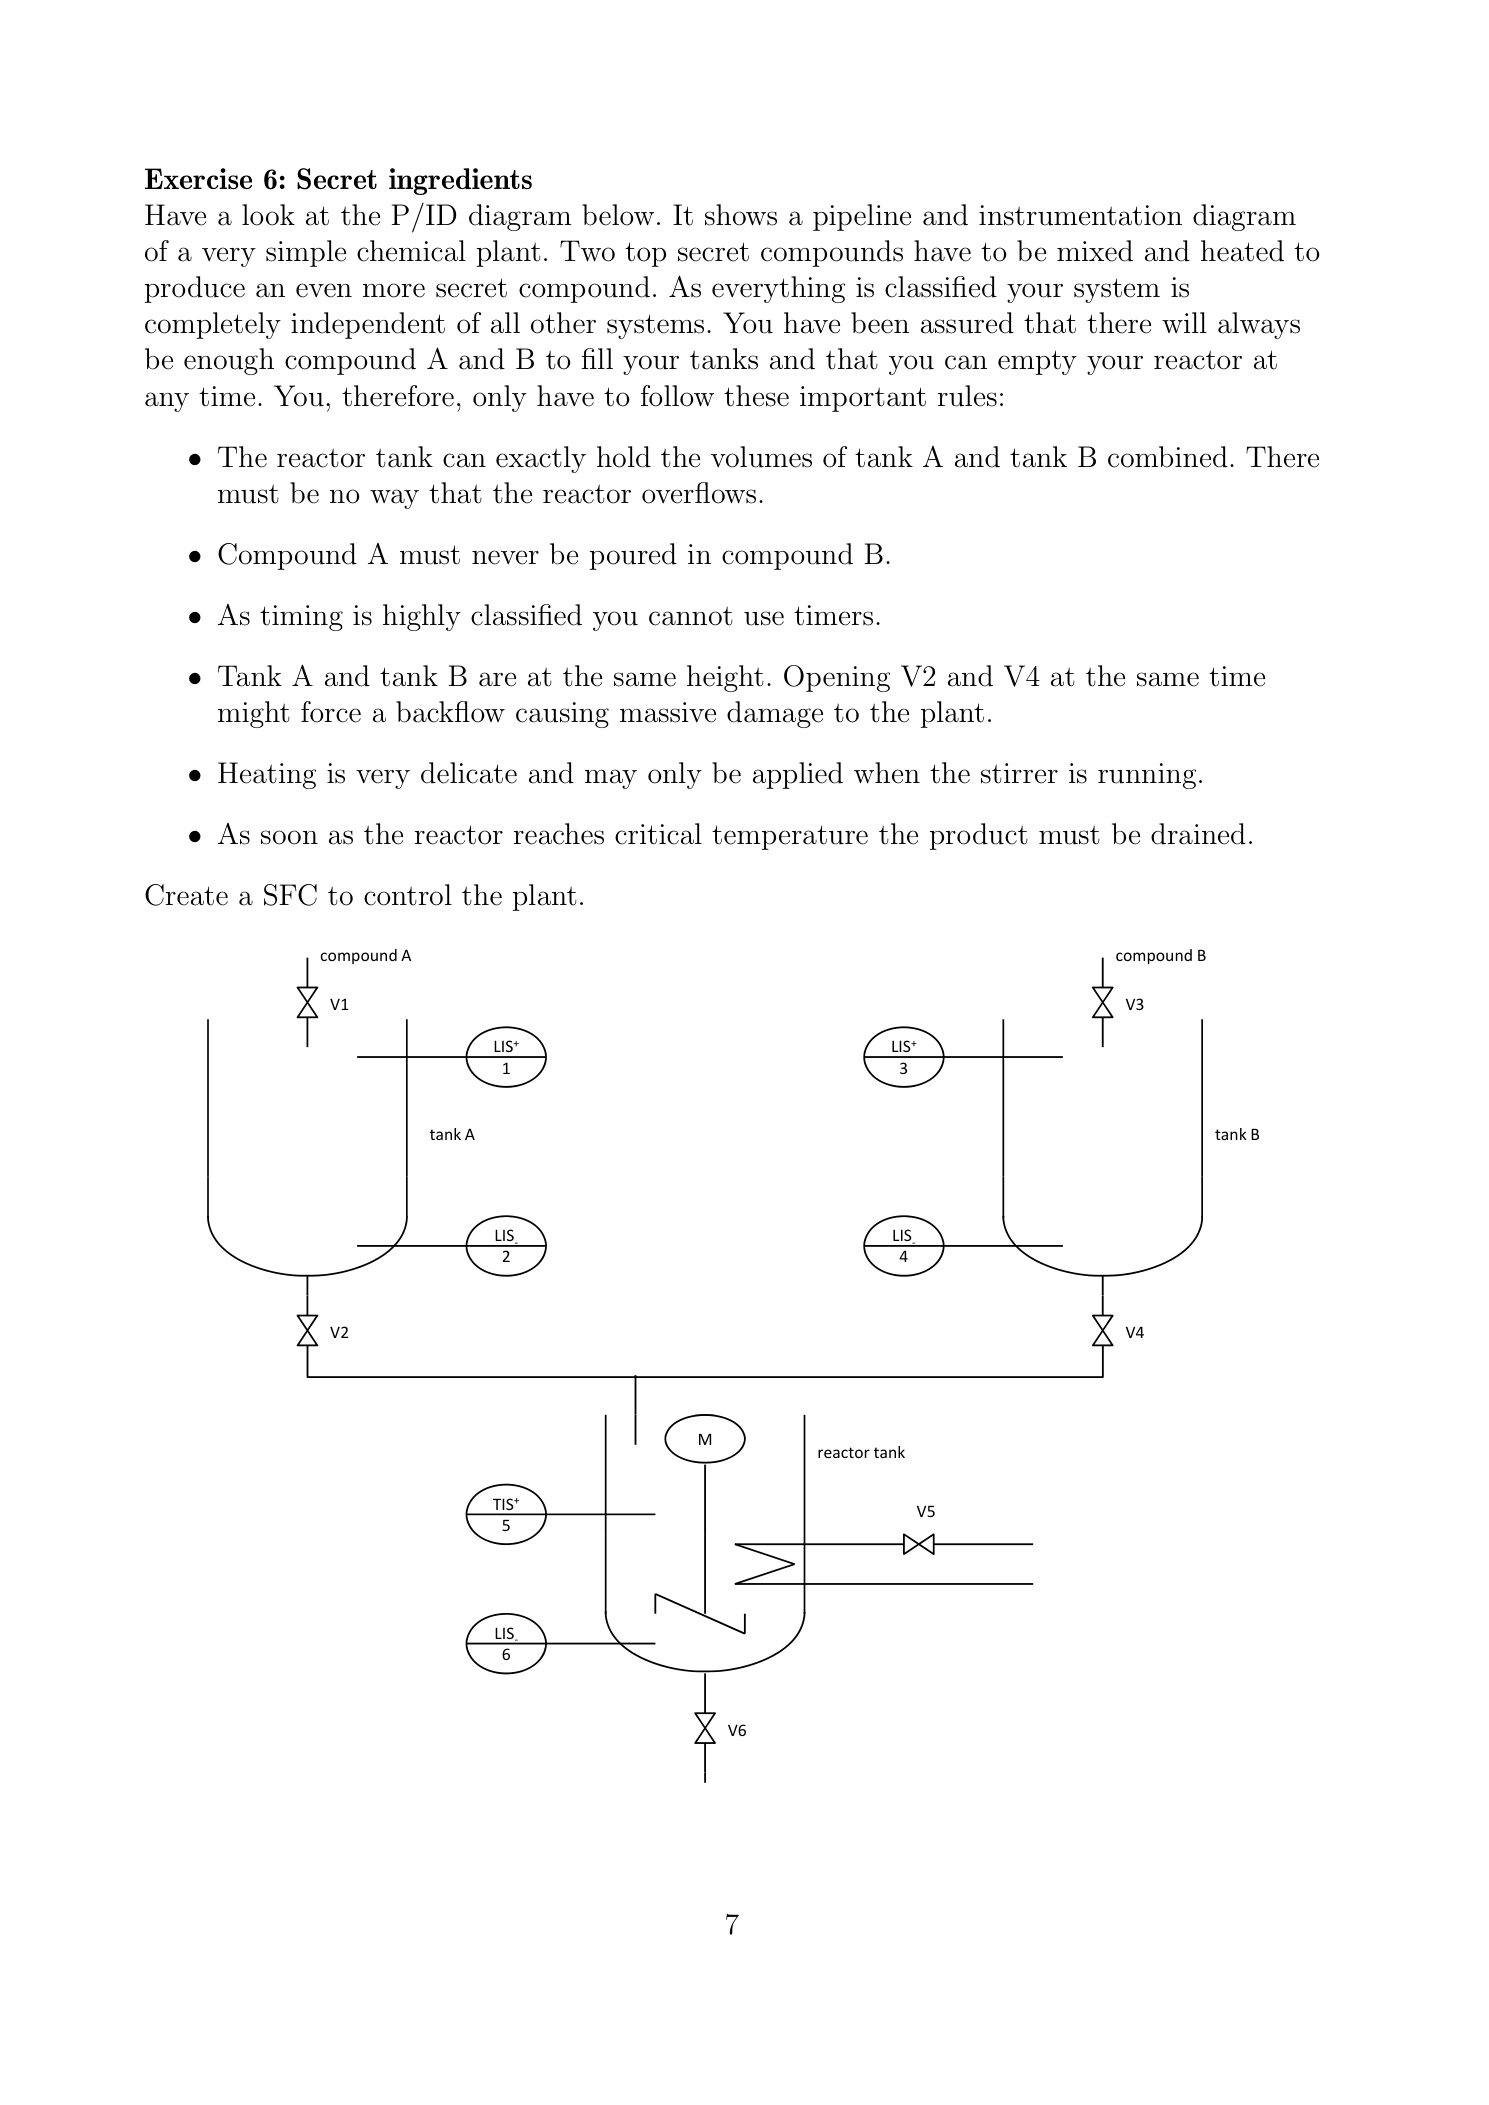 Exercise 6: Secret ingredients
Have a look at the P/ID diagram below. It shows a pipeline and instrumentation diagram
of a very simple chemical plant. Two top secret compounds have to be mixed and heated to
produce an even more secret compound. As everything is classified your system is
completely independent of all other systems. You have been assured that there will always
be enough compound A and B to fill your tanks and that you can empty your reactor at
any time. You, therefore, only have to follow these important rules:
• The reactor tank can exactly hold the volumes of tank A and tank B combined. There
must be no way that the reactor overflows.
• Compound A must never be poured in compound B.
• As timing is highly classified you cannot use timers.
• Tank A and tank B are at the same height. Opening V2 and V4 at the same time
might force a backflow causing massive damage to the plant.
• Heating is very delicate and may only be applied when the stirrer is running.
• As soon as the reactor reaches critical temperature the product must be drained.
Create a SFC to control the plant.
compound A
compound B
V1
V3
LIS+
1
LIS+
3
tank A
tank B
LIS-
2
LIS-
4
V2
V4
M
reactor tank
TIS+
5
V5
LIS-
6
V6
7